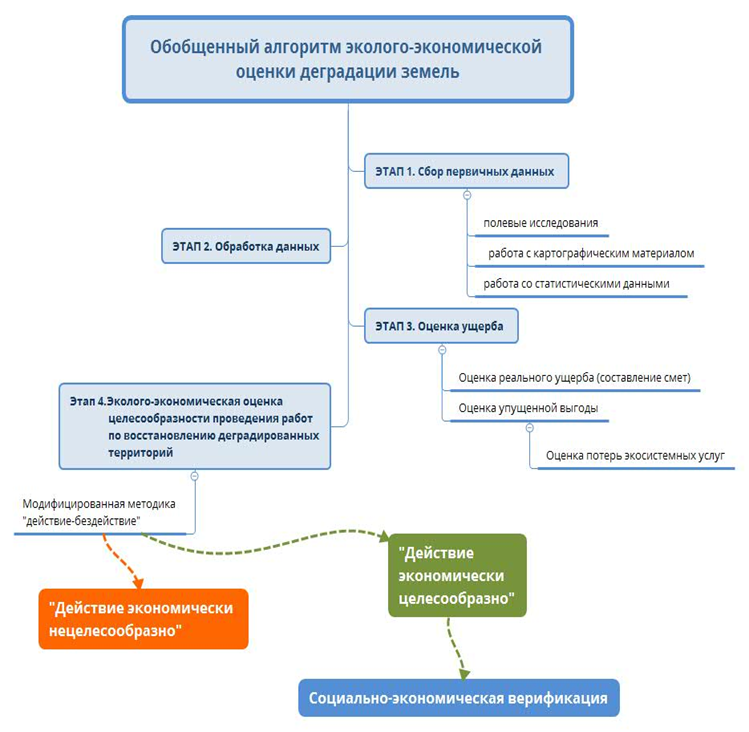 Обобщенный алгоритм эколого-экономической
оценки деградации земель
ЭТАП 1. Сбор первичных данных
полевые исследования
работа с картографическим материалом
работа со статистическими данными
ЭТАП 2. Обработка данных
ЭТАП 3. Оценка ущерба
Оценка реального ущерба (составление смет)
Оценка упущенной выгоды
Оценка потерь экосистемных услуг
Этап 4.Эколого-экономическая оценка
целесообразности проведения работ
по восстановлению деградированных
территорий
Модифицированная методика
"действие-бездействие"
"Действие экономически
нецелесообразно"
"Действие
экономически
целесообразно"
Социально-экономическая верификация